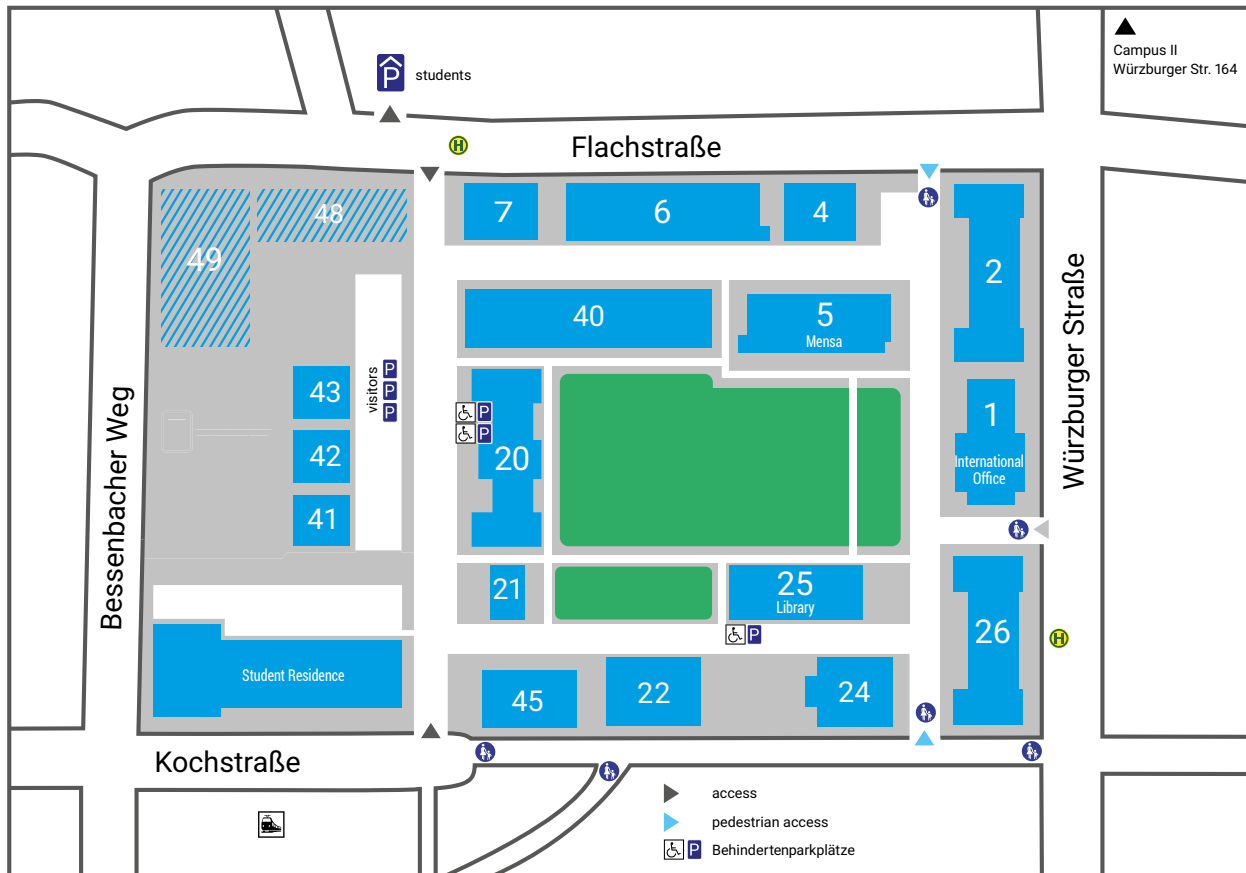 Campus II
Würzburger Str. 164
P
students
H
Flachstraße
7
6
4
48
49
2
40
5
Mensa
Würzburger Straße
43
visitors
P
P
P
P
P
1
International
Office
42
20
41
Bessenbacher Weg
21
25
Library
P
26
H
Student Residence
45
22
24
Kochstraße
access
pedestrian access
P
Behindertenparkplätze